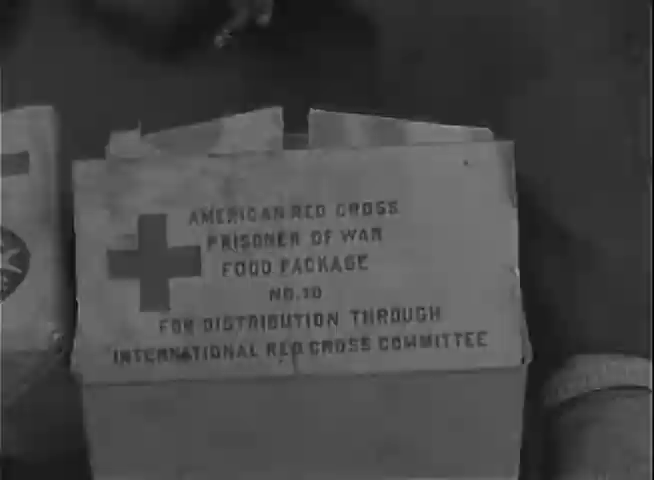 AMERICAN RED CROSS
PRISONER OF WAR
FOOD PACKAGE
NO.10
FOR DISTRIBUTION THROUGH
INTERNATIONAL RED CROSS COMMITTEE